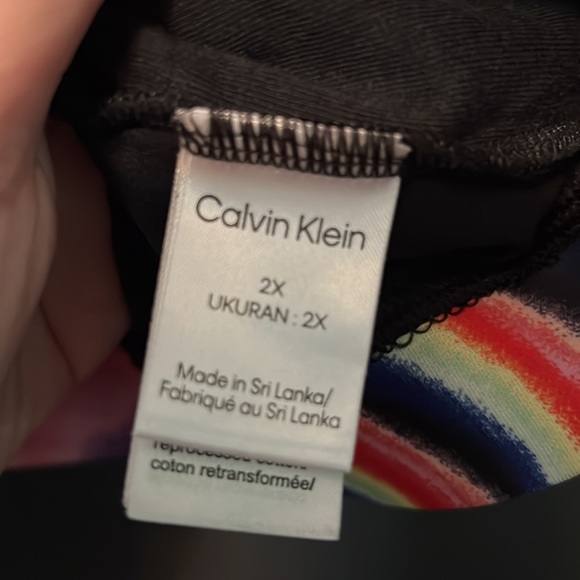 Calvin Klein
2X
UKURAN : 2X
Made in Sri Lanka/
Fabriqué au Sri Lanka
reprocessed cotton/
coton retransformée/